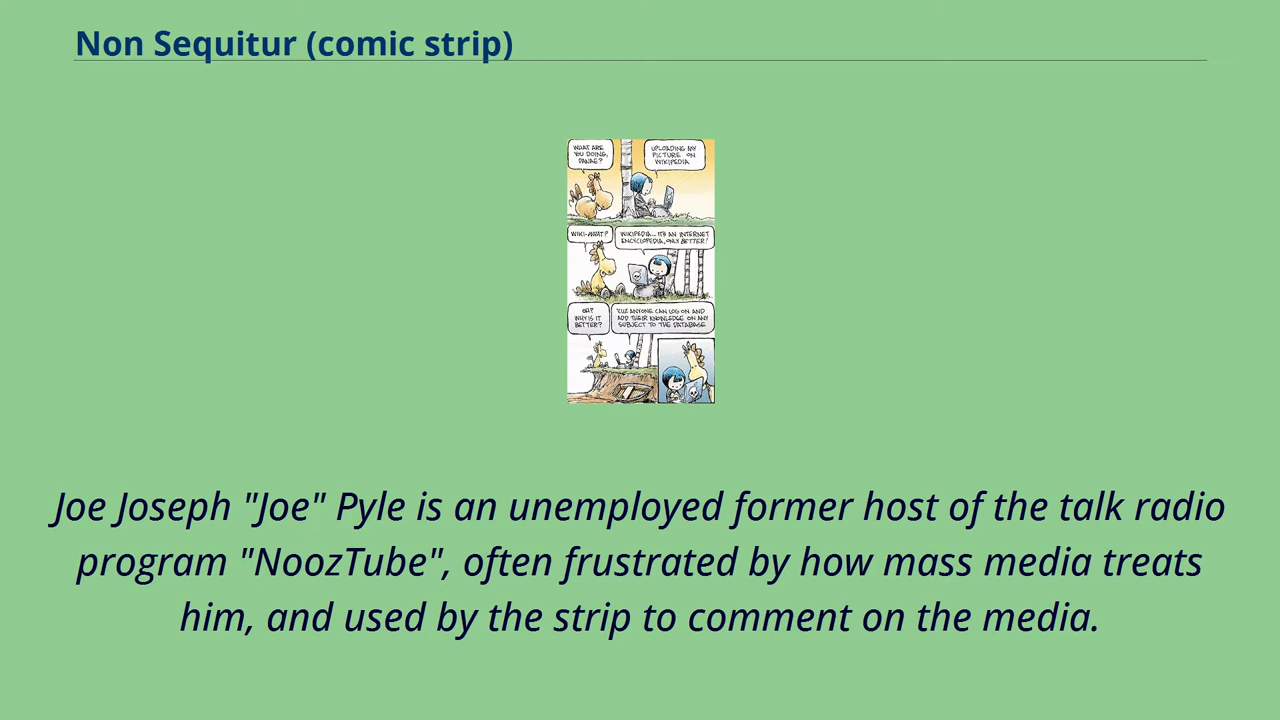 Non Sequitur (comic strip)
WHAT ARE
YOU DOING,
DANAE?
UPLOADING MY
PICTURE ON
WIKIPEDIA
WIKI-WHAT?
WIKIPEDIA... IT'S AN INTERNET
ENCYCLOPEDIA, ONLY BETTER!
OH?
WHY IS IT
BETTER?
'CUZ ANYONE CAN LOG ON AND
ADD THEIR KNOWLEDGE ON ANY
SUBJECT TO THE DATABASE
Joe Joseph "Joe" Pyle is an unemployed former host of the talk radio
program "NoozTube", often frustrated by how mass media treats
him, and used by the strip to comment on the media.